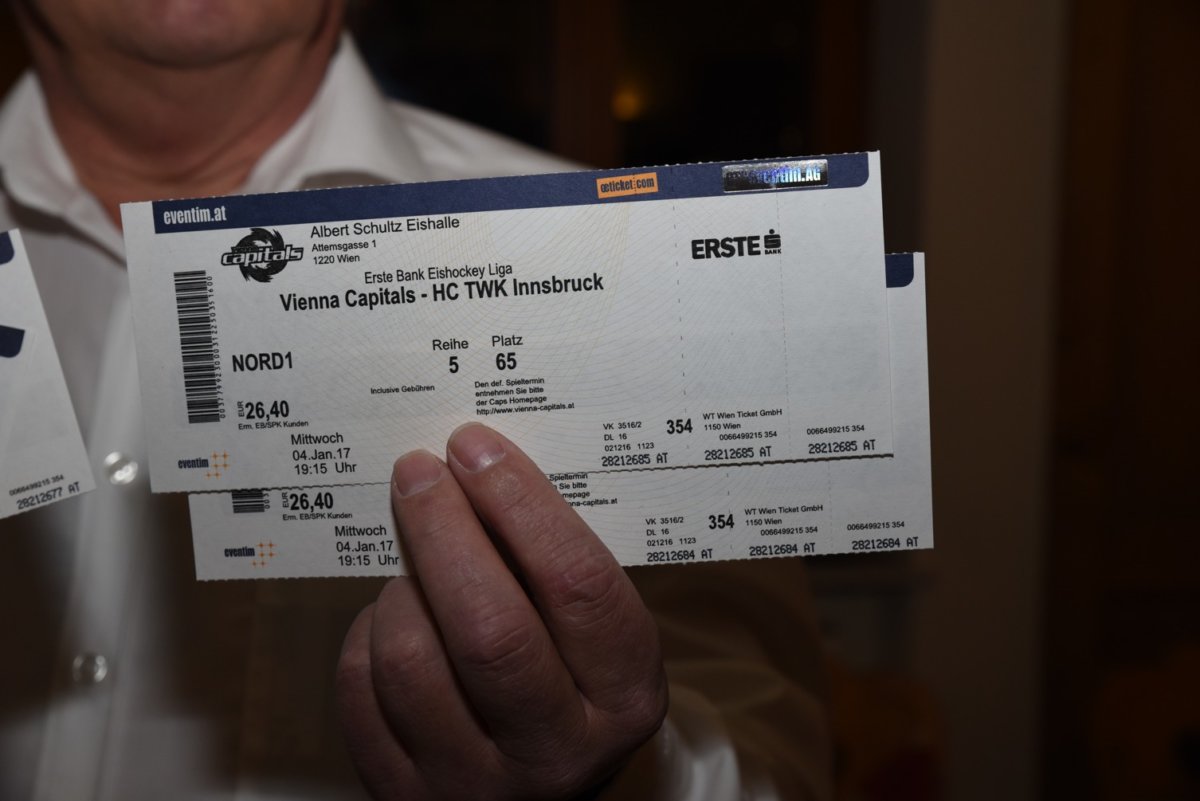 eventim.at
œticket.com
eventim.AG
capitals
Albert Schultz Eishalle
Attemsgasse 1
1220 Wien
ERSTE
BANK
Erste Bank Eishockey Liga
Vienna Capitals - HC TWK Innsbruck
NORD1
Reihe Platz
5 65
Inclusive Gebühren
Den def. Spieltermin
entnehmen Sie bitte
der Caps Homepage
http://www.vienna-capitals.at
EUR 26,40
Erm. EB/SPK Kunden
Mittwoch
04.Jan.17
19:15 Uhr
eventim
VK 3516/2
DL 16
021216 1123
354
WT Wien Ticket GmbH
1150 Wien
0066499215 354
0066499215 354
28212685 AT
28212685 AT
28212685 AT
Spieltermin
Sie bitte
EUR 26,40
Erm. EB/SPK Kunden
Mittwoch
04.Jan.17
19:15 Uhr
eventim
VK 3516/2
DL 16
021216 1123
354
WT Wien Ticket GmbH
1150 Wien
0066499215 354
0066499215 354
28212684 AT
28212684 AT
28212684 AT
0066499215 354
28212677 AT